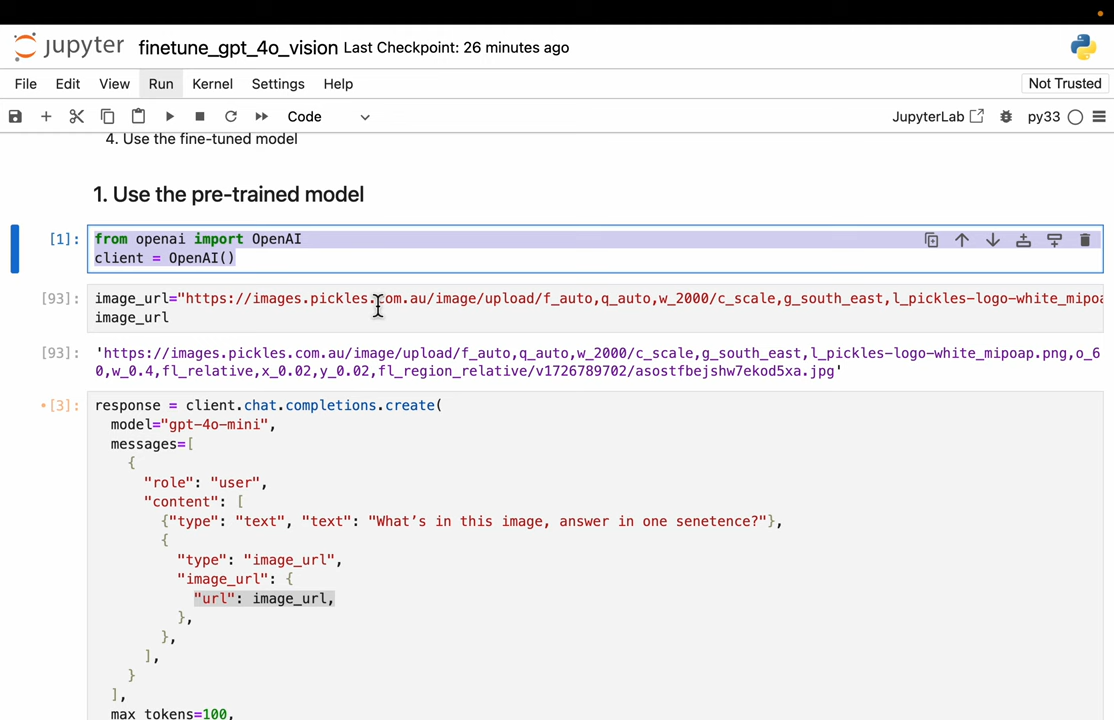 jupyter finetune_gpt_4o_vision Last Checkpoint: 26 minutes ago
File Edit View Run Kernel Settings Help Not Trusted
Code JupyterLab py33
4. Use the fine-tuned model
1. Use the pre-trained model
[1]: from openai import OpenAI
client = OpenAI()
[93]: image_url="https://images.pickles.com.au/image/upload/f_auto,q_auto,w_2000/c_scale,g_south_east,l_pickles-logo-white_mipoa
image_url
[93]: 'https://images.pickles.com.au/image/upload/f_auto,q_auto,w_2000/c_scale,g_south_east,l_pickles-logo-white_mipoap.png,o_6
0,w_0.4,fl_relative,x_0.02,y_0.02,fl_region_relative/v1726789702/asostfbejshw7ekod5xa.jpg'
•[3]: response = client.chat.completions.create(
model="gpt-4o-mini",
messages=[
{
"role": "user",
"content": [
{"type": "text", "text": "What's in this image, answer in one senetence?"},
{
"type": "image_url",
"image_url": {
"url": image_url,
},
},
],
}
],
max_tokens=100,